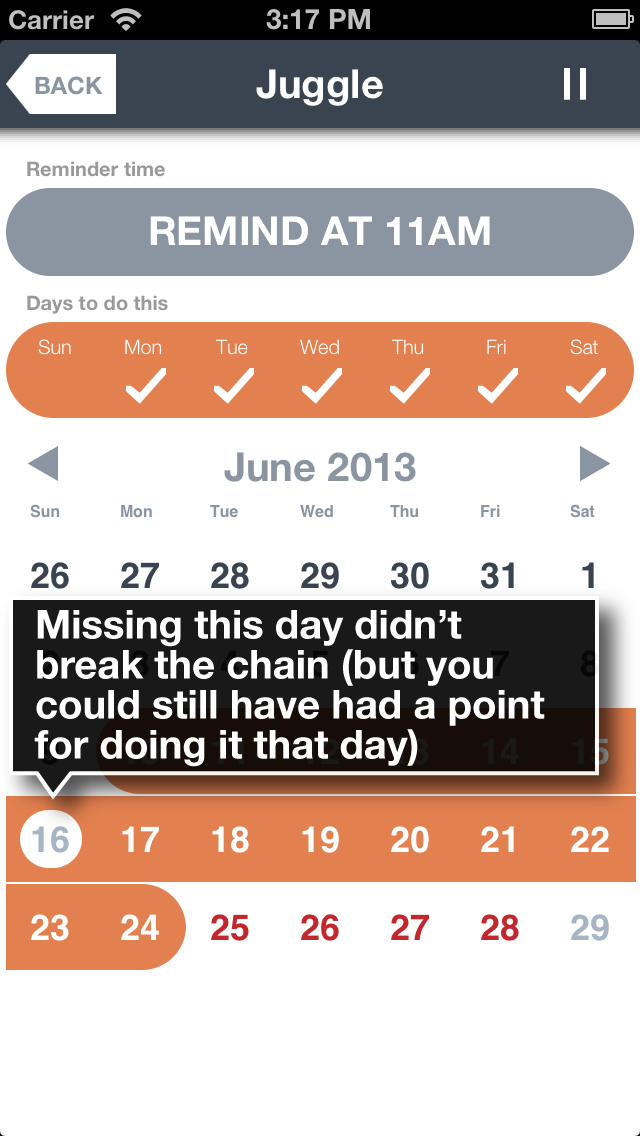 Carrier 3:17 PM
BACK Juggle
Reminder time
REMIND AT 11AM
Days to do this
Sun Mon Tue Wed Thu Fri Sat
June 2013
Sun Mon Tue Wed Thu Fri Sat
26 27 28 29 30 31 1
Missing this day didn’t
break the chain (but you
could still have had a point
for doing it that day)
7 8
14 15
16 17 18 19 20 21 22
23 24 25 26 27 28 29